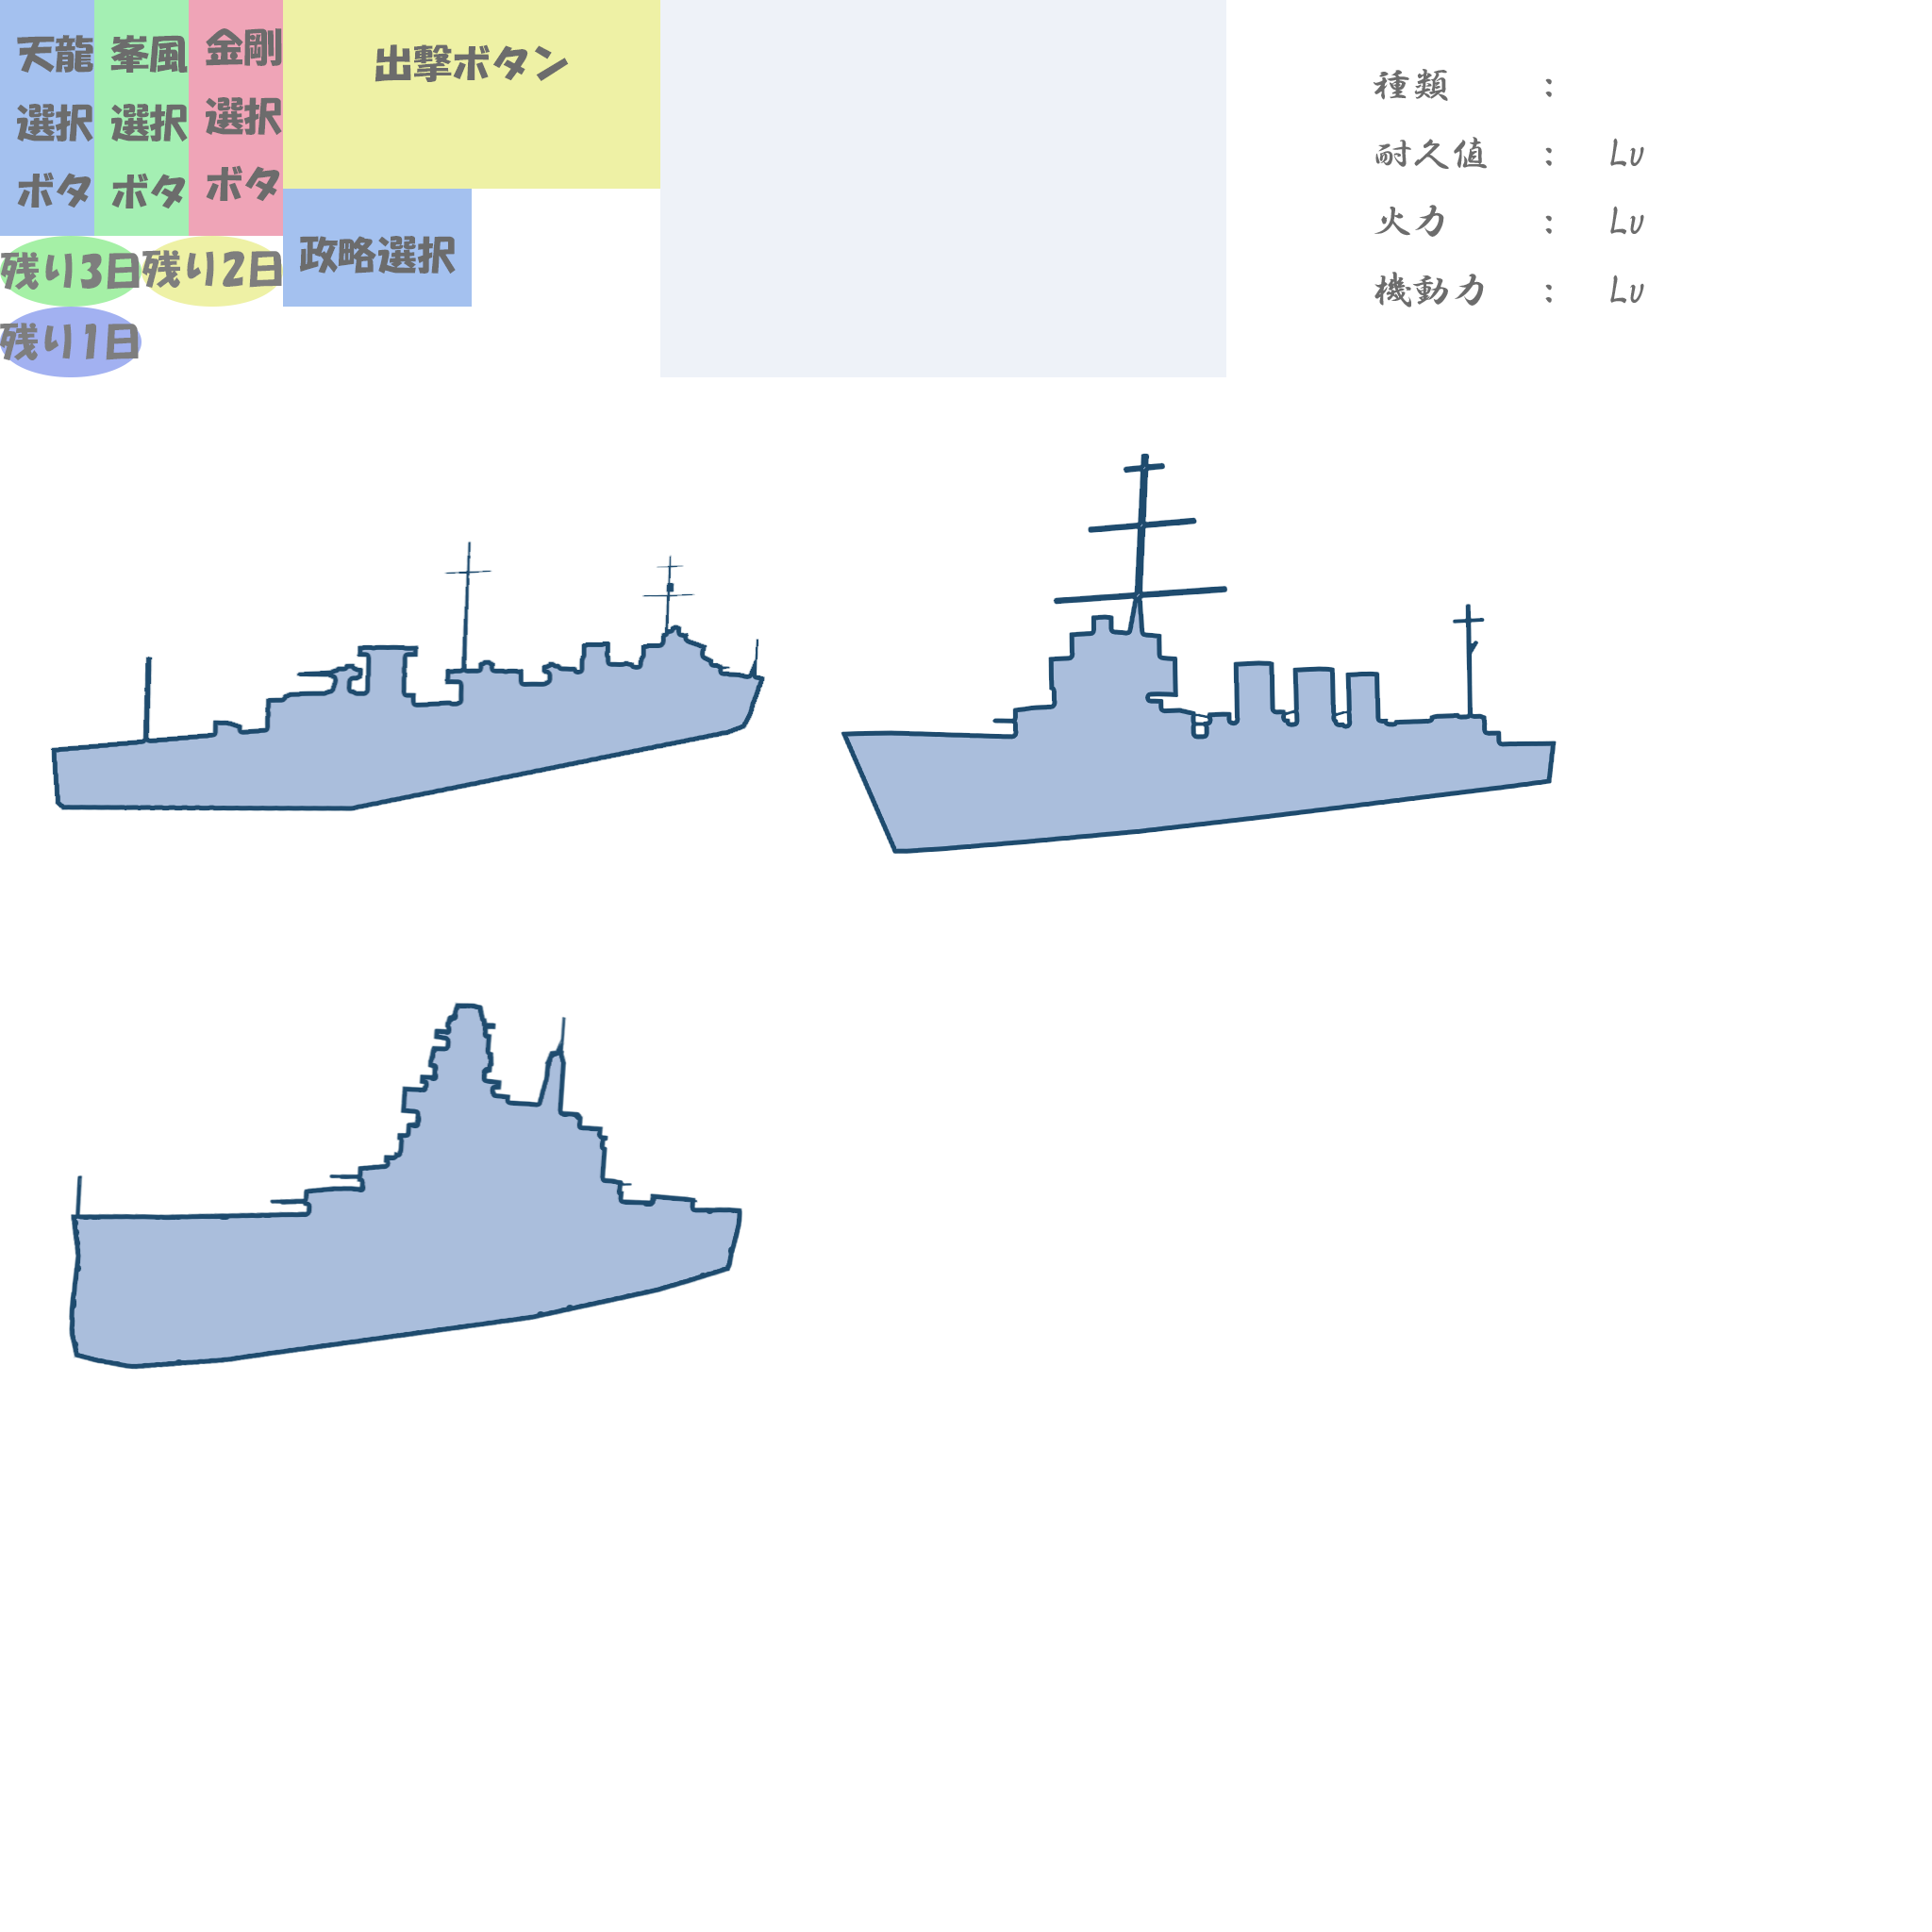 天龍
選択
ボタ
峯風
選択
ボタ
金剛
選択
ボタ
出撃ボタン
政略選択
残り3日
残り2日
残り1日
種類 :
耐久値 : Lv
火力 : Lv
機動力 : Lv